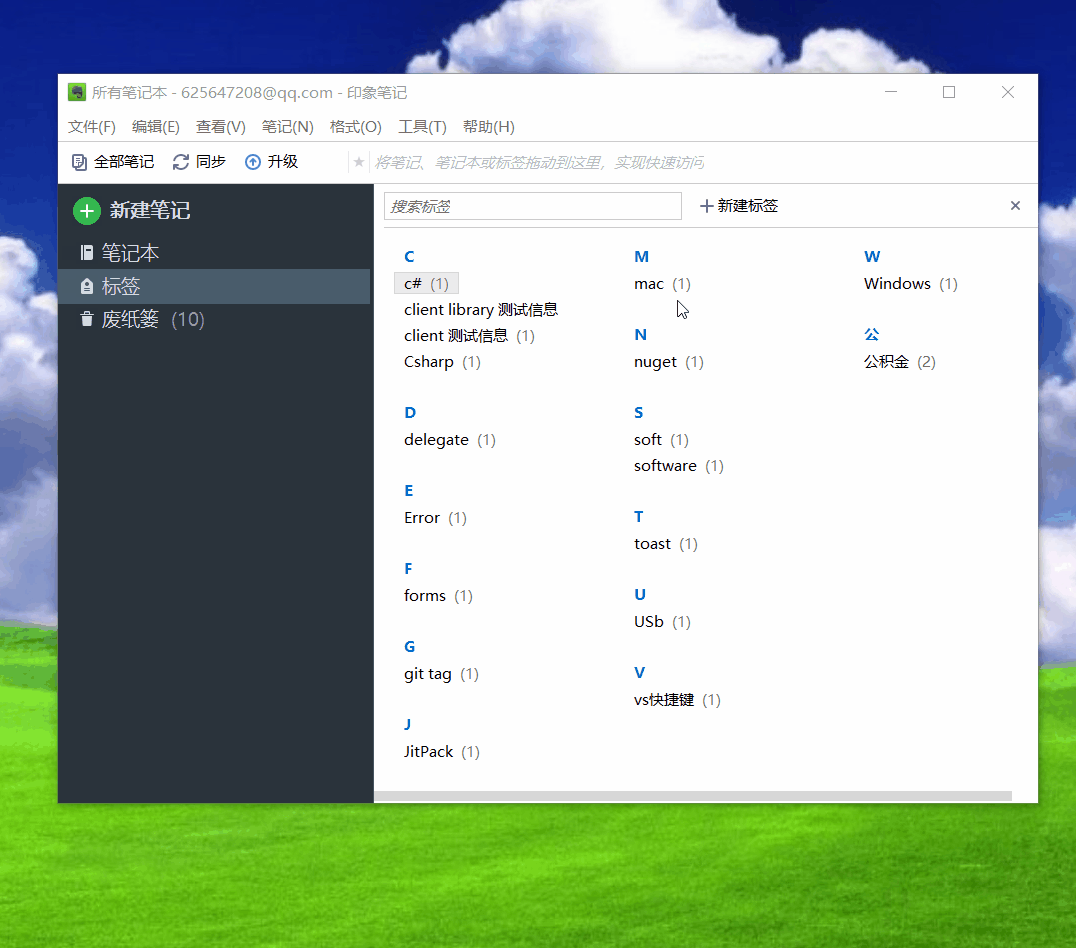 所有笔记本 - 625647208@qq.com - 印象笔记
文件(F) 编辑(E) 查看(V) 笔记(N) 格式(O) 工具(T) 帮助(H)
全部笔记 同步 升级 将笔记、笔记本或标签拖动到这里，实现快速访问
新建笔记
笔记本
标签
废纸篓 (10)
搜索标签
新建标签
C
c# (1)
client library 测试信息
client 测试信息 (1)
Csharp (1)
D
delegate (1)
E
Error (1)
F
forms (1)
G
git tag (1)
J
JitPack (1)
M
mac (1)
N
nuget (1)
S
soft (1)
software (1)
T
toast (1)
U
USb (1)
V
vs快捷键 (1)
W
Windows (1)
公
公积金 (2)